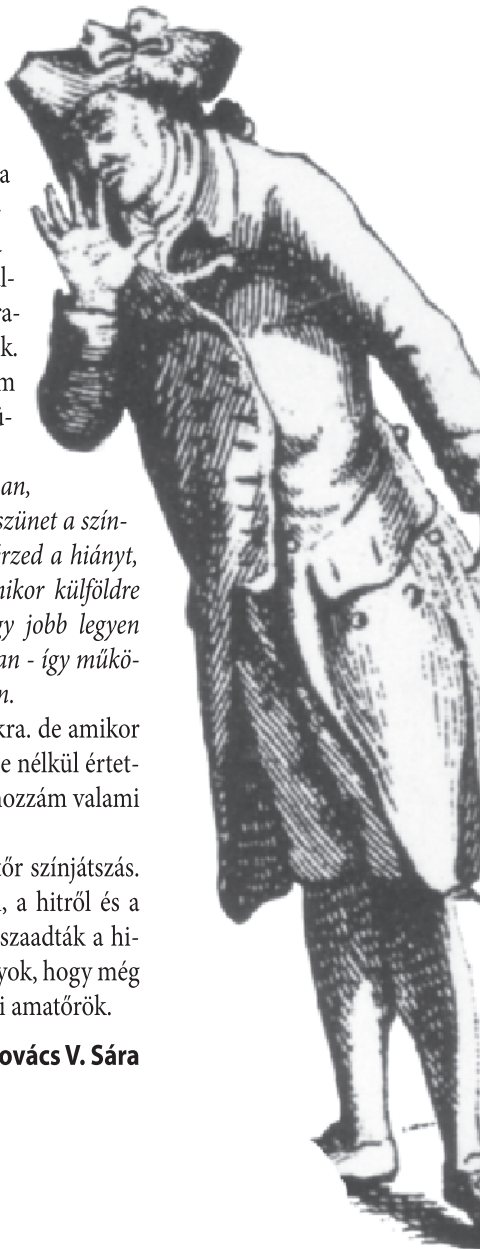 a
l-
ra-
k.
m
an,
szünet a szín-
érzed a hiányt,
mikor külföldre
gy jobb legyen
an - így műkö-
n.
kra. de amikor
e nélkül értet-
hozzám valami
őr színjátszás.
, a hitről és a
szaadták a hi-
yok, hogy még
i amatőrök.
ovács V. Sára